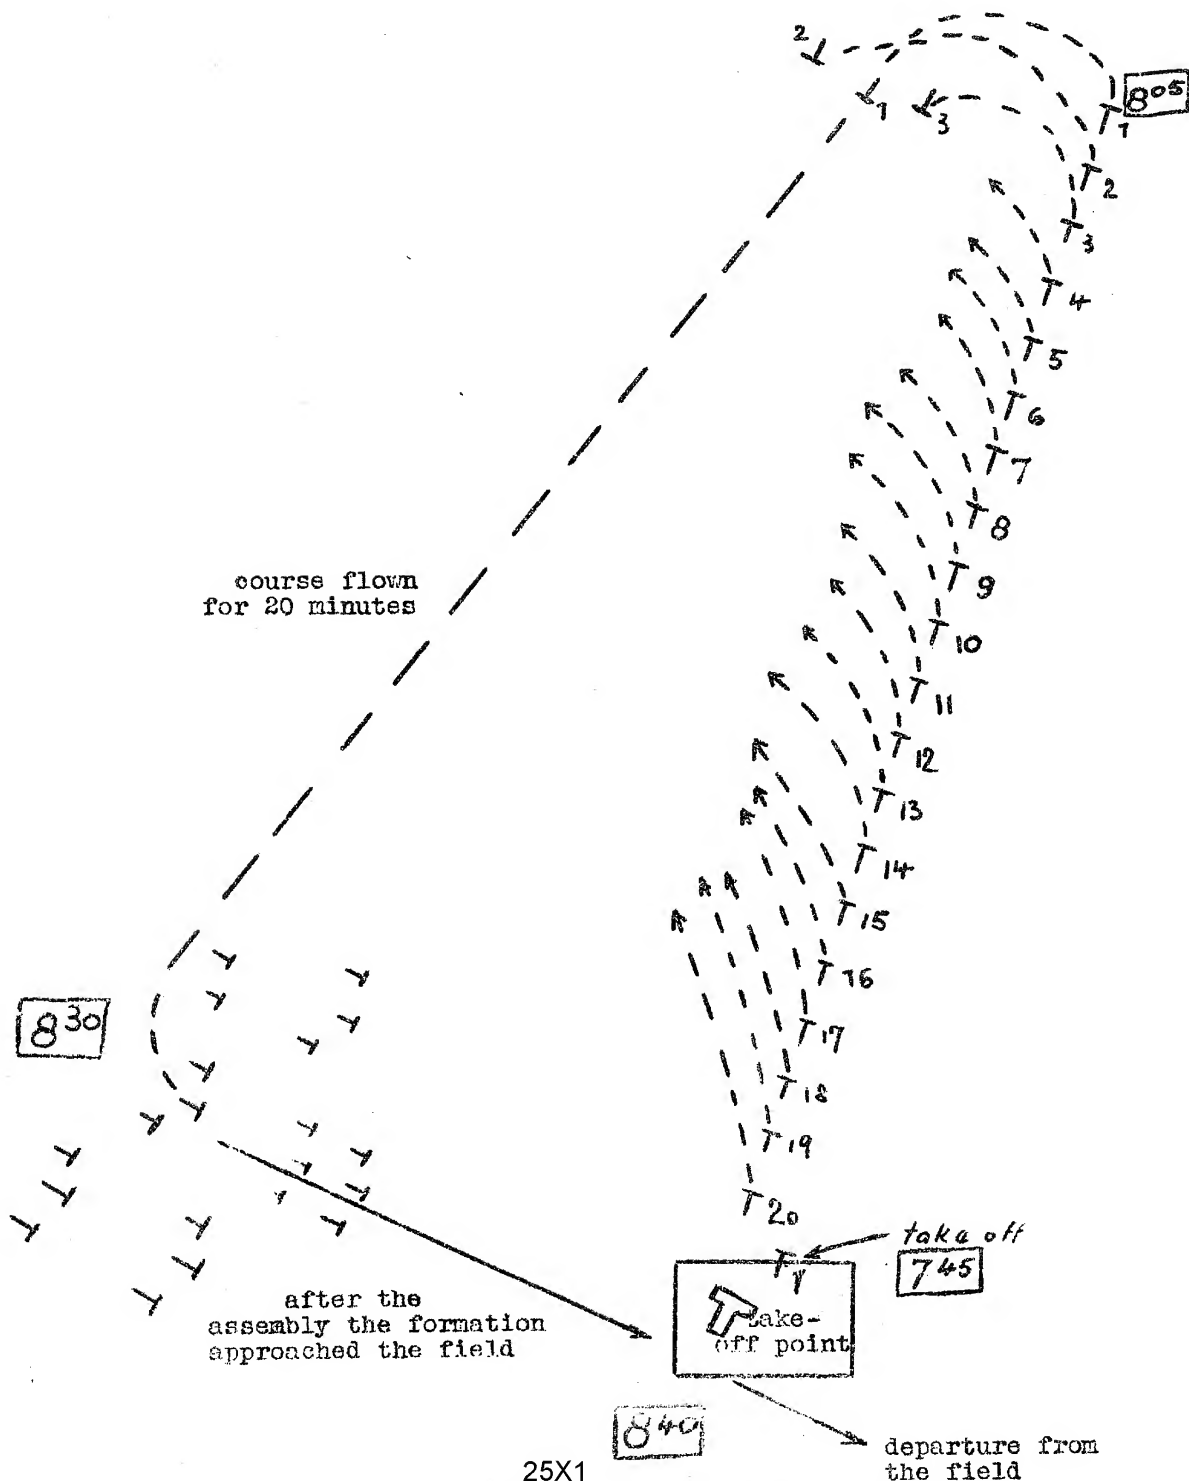 2
1
3
T1
8 05
T2
T3
T4
T5
T6
T7
T8
T9
course flown
for 20 minutes
T10
T11
T12
T13
T14
T15
T16
8 30
T17
T18
T19
T20
take off
7 45
after the
assembly the formation
approached the field
take-
off point
8 40
departure from
the field
25X1